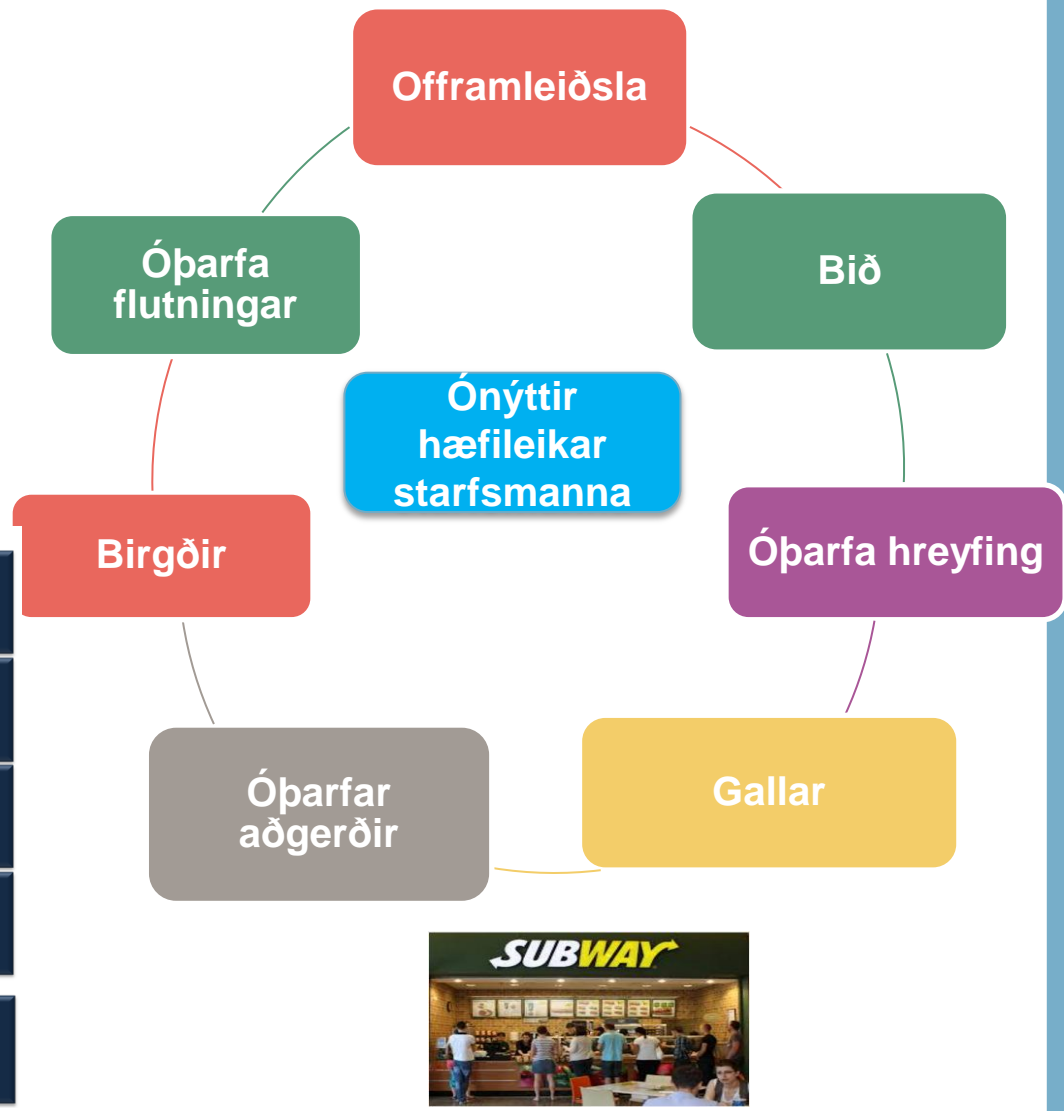 Offramleiðsla
Bið
Óþarfa hreyfing
Gallar
Óþarfar
aðgerðir
Birgðir
Óþarfa
flutningar
Ónýttir
hæfileikar
starfsmanna
SUBWAY